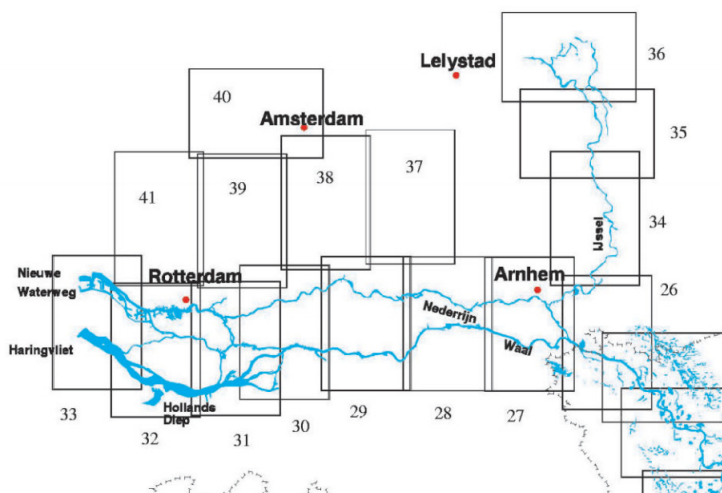 36
Lelystad
40
Amsterdam
35
37
38
39
41
34
IJssel
Nieuwe
Waterweg
Rotterdam
Arnhem
26
Nederrijn
Waal
Haringvliet
Hollands
Diep
33
32
31
30
29
28
27